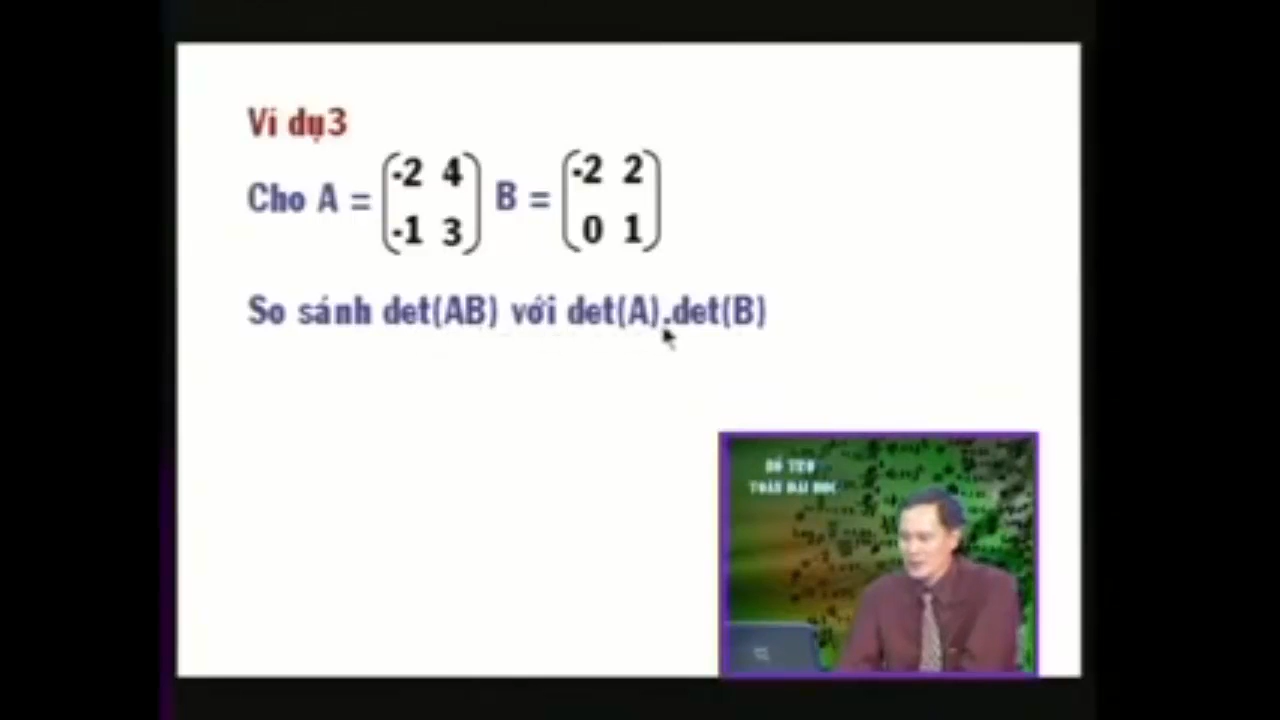 Ví dụ3
Cho A = (-2 4 B = (-2 2
-1 3) 0 1)
So sánh det(AB) với det(A).det(B)